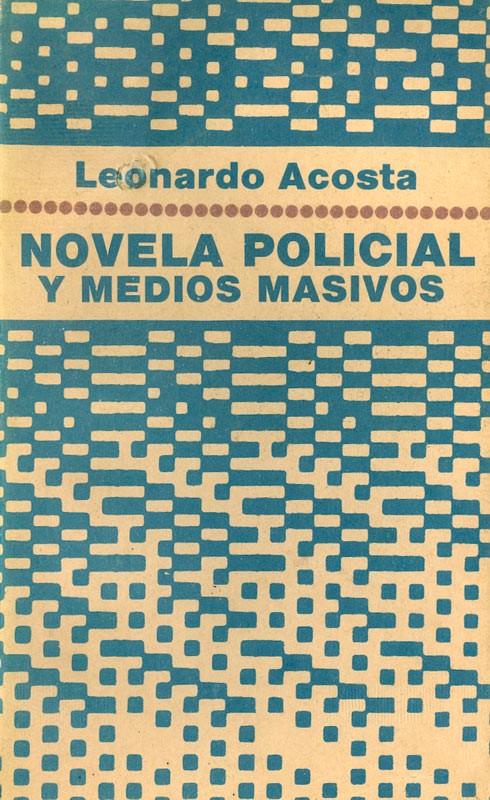 Leonardo Acosta
NOVELA POLICIAL
Y MEDIOS MASIVOS